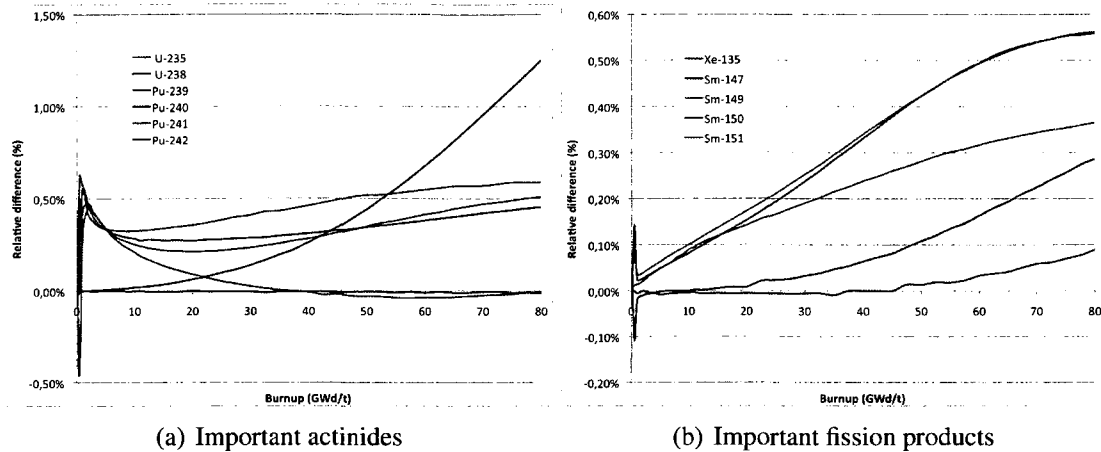 1,50%
1,00%
0,50%
0,00%
-0,50%
Relative difference (%)
U-235
U-238
Pu-239
Pu-240
Pu-241
Pu-242
0 10 20 30 40 50 60 70 80
Burnup (GWd/t)
(a) Important actinides
0,60%
0,50%
0,40%
0,30%
0,20%
0,10%
0,00%
-0,10%
-0,20%
Relative difference (%)
Xe-135
Sm-147
Sm-149
Sm-150
Sm-151
0 10 20 30 40 50 60 70 80
Burnup (GWd/t)
(b) Important fission products